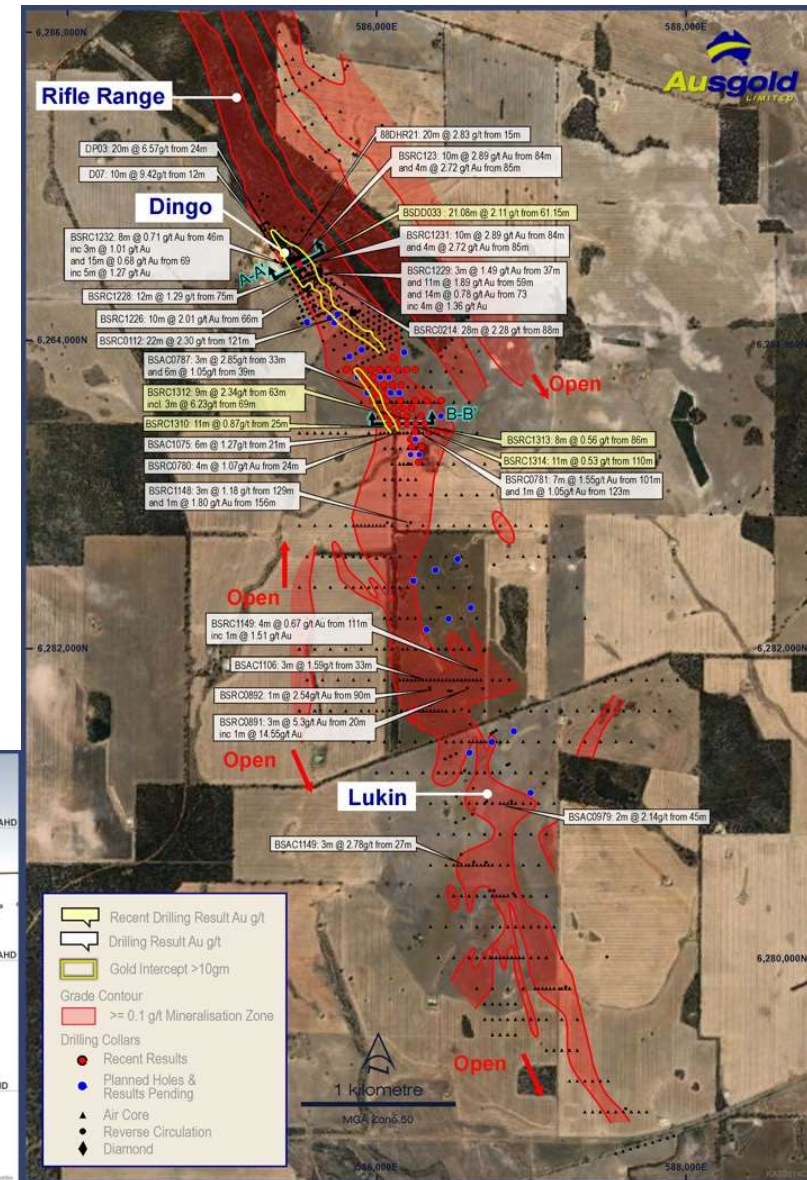 6,286,000N
586,000E
588,000E
Ausgold
LIMITED
Rifle Range
88DHR21: 20m @ 2.83 g/t from 15m
DP03: 20m @ 6.57g/t from 24m
BSRC123: 10m @ 2.89 g/t Au from 84m
and 4m @ 2.72 g/t Au from 85m
D07: 10m @ 9.42g/t from 12m
Dingo
BSDD033: 21.08m @ 2.11 g/t from 61.15m
BSRC1232: 8m @ 0.71 g/t Au from 46m
inc 3m @ 1.01 g/t Au
and 15m @ 0.68 g/t Au from 69
inc 5m @ 1.27 g/t Au
BSRC1231: 10m @ 2.89 g/t Au from 84m
and 4m @ 2.72 g/t Au from 85m
A-A'
BSRC1229: 3m @ 1.49 g/t Au from 37m
and 11m @ 1.89 g/t Au from 59m
and 14m @ 0.78 g/t Au from 73
inc 4m @ 1.36 g/t Au
BSRC1228: 12m @ 1.29 g/t from 75m
BSRC1226: 10m @ 2.01 g/t Au from 66m
BSRC0214: 28m @ 2.28 g/t from 88m
BSRC0112: 22m @ 2.30 g/t from 121m
6,264,000N
BSAC0787: 3m @ 2.85g/t from 33m
and 6m @ 1.05g/t from 39m
Open
BSRC1312: 9m @ 2.34g/t from 63m
incl. 3m @ 6.23g/t from 69m
B-B'
BSRC1310: 11m @ 0.87g/t from 25m
BSRC1313: 8m @ 0.56 g/t from 86m
BSAC1075: 6m @ 1.27g/t from 21m
BSRC1314: 11m @ 0.53 g/t from 110m
BSRC0780: 4m @ 1.07g/t Au from 24m
BSRC0781: 7m @ 1.55g/t Au from 101m
and 1m @ 1.05g/t Au from 123m
BSRC1148: 3m @ 1.18 g/t from 129m
and 1m @ 1.80 g/t Au from 156m
Open
BSRC1149: 4m @ 0.67 g/t Au from 111m
inc 1m @ 1.51 g/t Au
6,282,000N
BSAC1106: 3m @ 1.59g/t from 33m
BSRC0892: 1m @ 2.54g/t Au from 90m
BSRC0891: 3m @ 5.3g/t Au from 20m
inc 1m @ 14.55g/t Au
Open
Lukin
BSAC0979: 2m @ 2.14g/t from 45m
AHD
BSAC1149: 3m @ 2.78g/t from 27m
Recent Drilling Result Au g/t
Drilling Result Au g/t
AHD
6,280,000N
Gold Intercept >10gm
Grade Contour
>= 0.1 g/t Mineralisation Zone
Drilling Collars
Recent Results
Open
Planned Holes &
Results Pending
1 kilometre
MGA Zone 50
Air Core
Reverse Circulation
Diamond
586,000E
588,000E